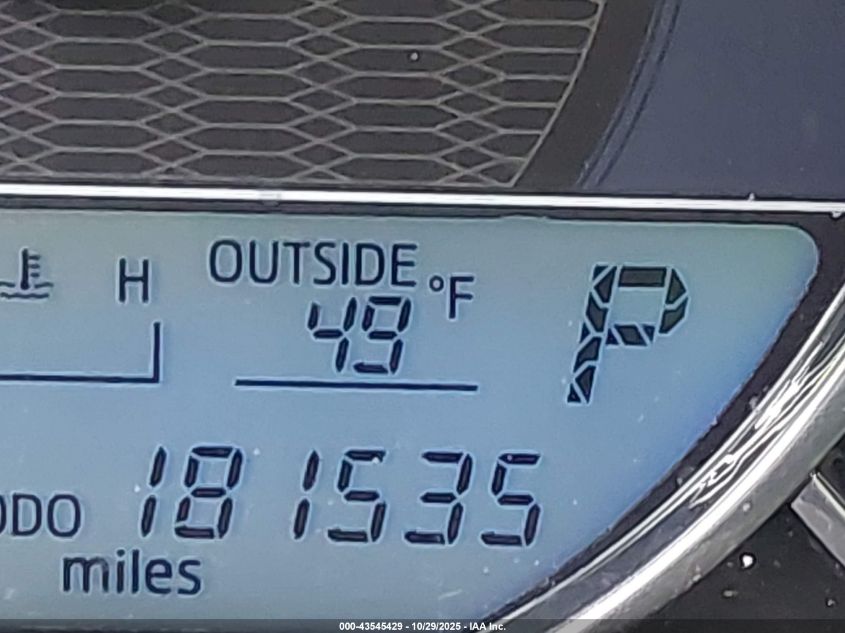 H OUTSIDE °F
49
P
ODO 181535
miles
000-43545429 - 10/29/2025 - IAA Inc.